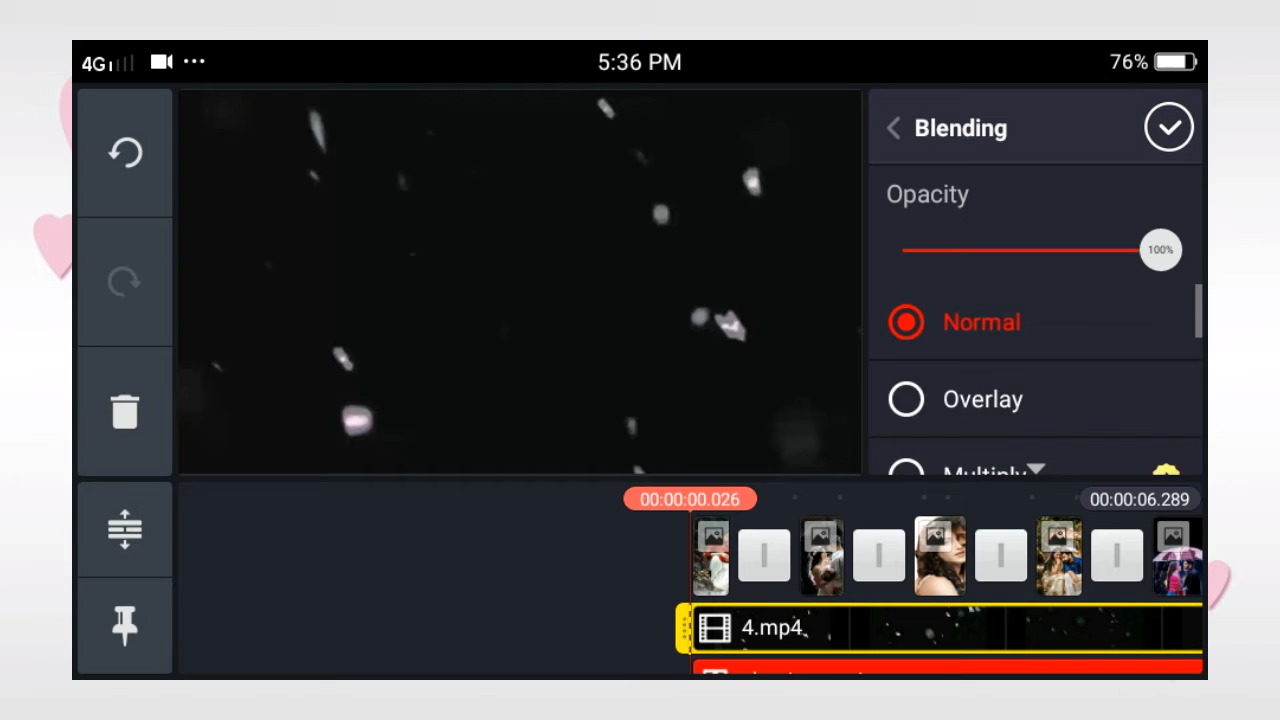 4G
5:36 PM
76%
Blending
Opacity
100%
Normal
Overlay
Multiply
00:00:00.026
00:00:06.289
4.mp4